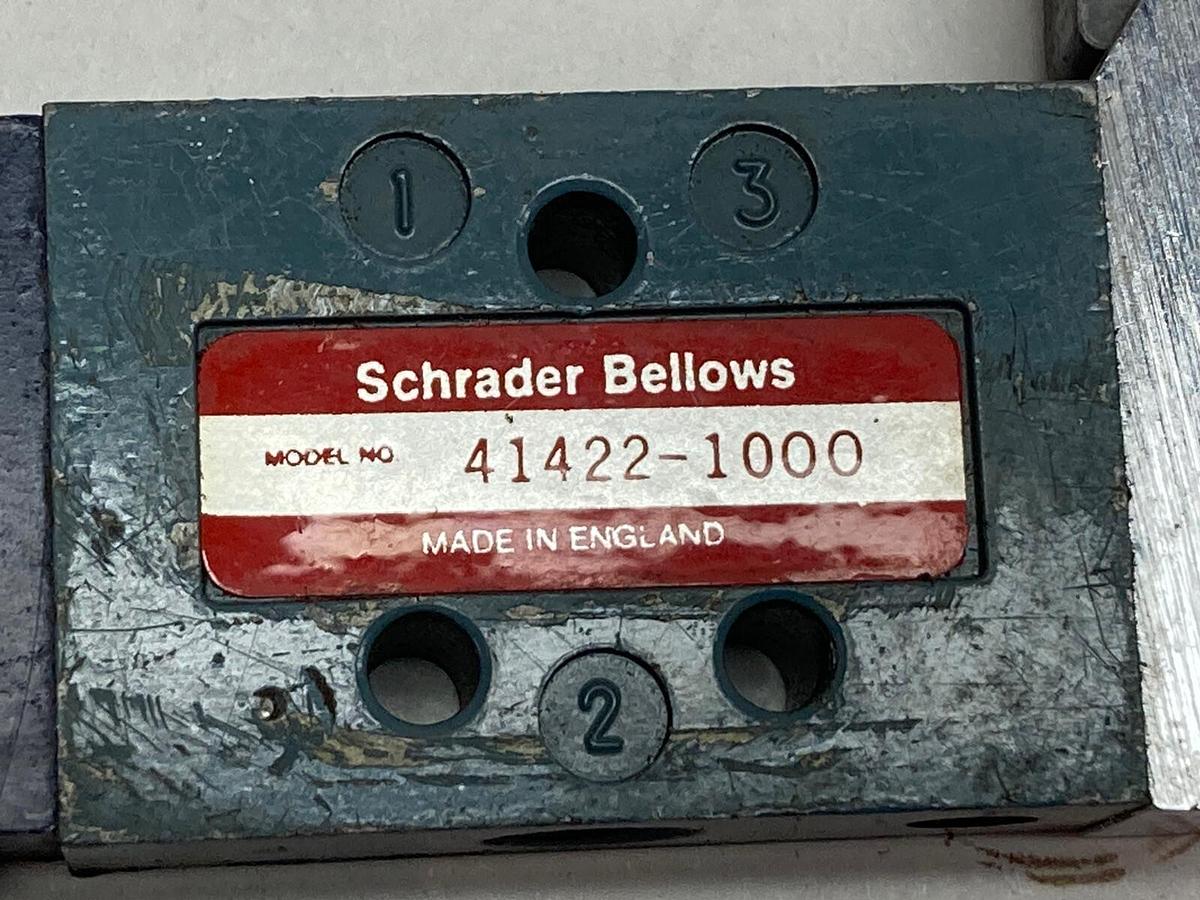 1
3
Schrader Bellows
MODEL NO 41422-1000
MADE IN ENGLAND
2